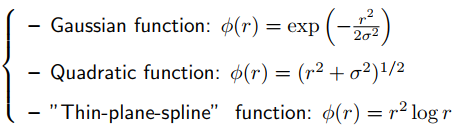 – Gaussian function: ϕ(r) = exp(−r²/2σ²)
– Quadratic function: ϕ(r) = (r² + σ²)^{1/2}
– "Thin-plane-spline" function: ϕ(r) = r² log r